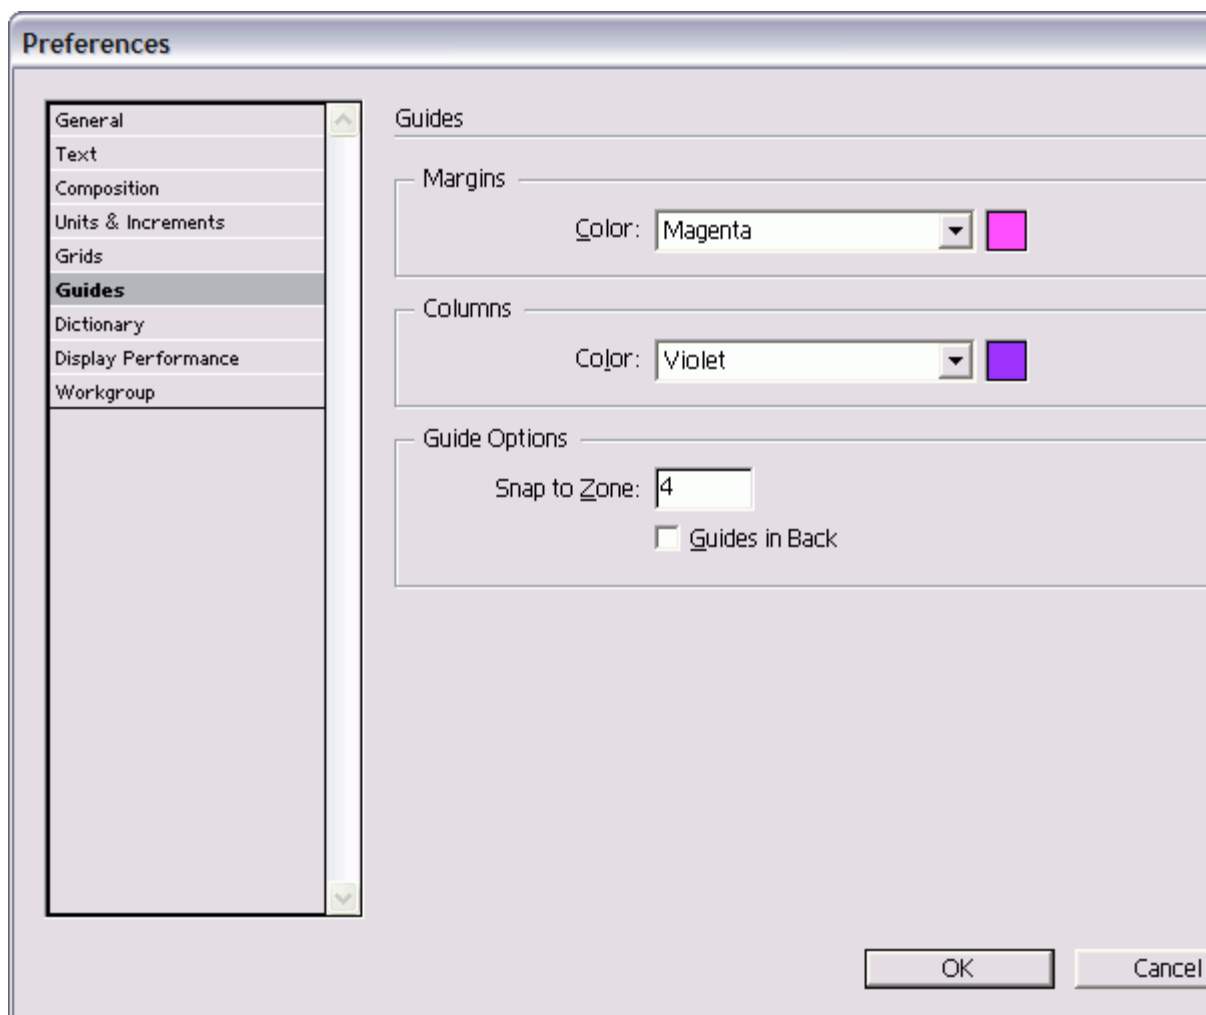 Preferences
General
Text
Composition
Units & Increments
Grids
Guides
Dictionary
Display Performance
Workgroup
Guides
Margins
Color: Magenta
Columns
Color: Violet
Guide Options
Snap to Zone: 4
Guides in Back
OK
Cancel